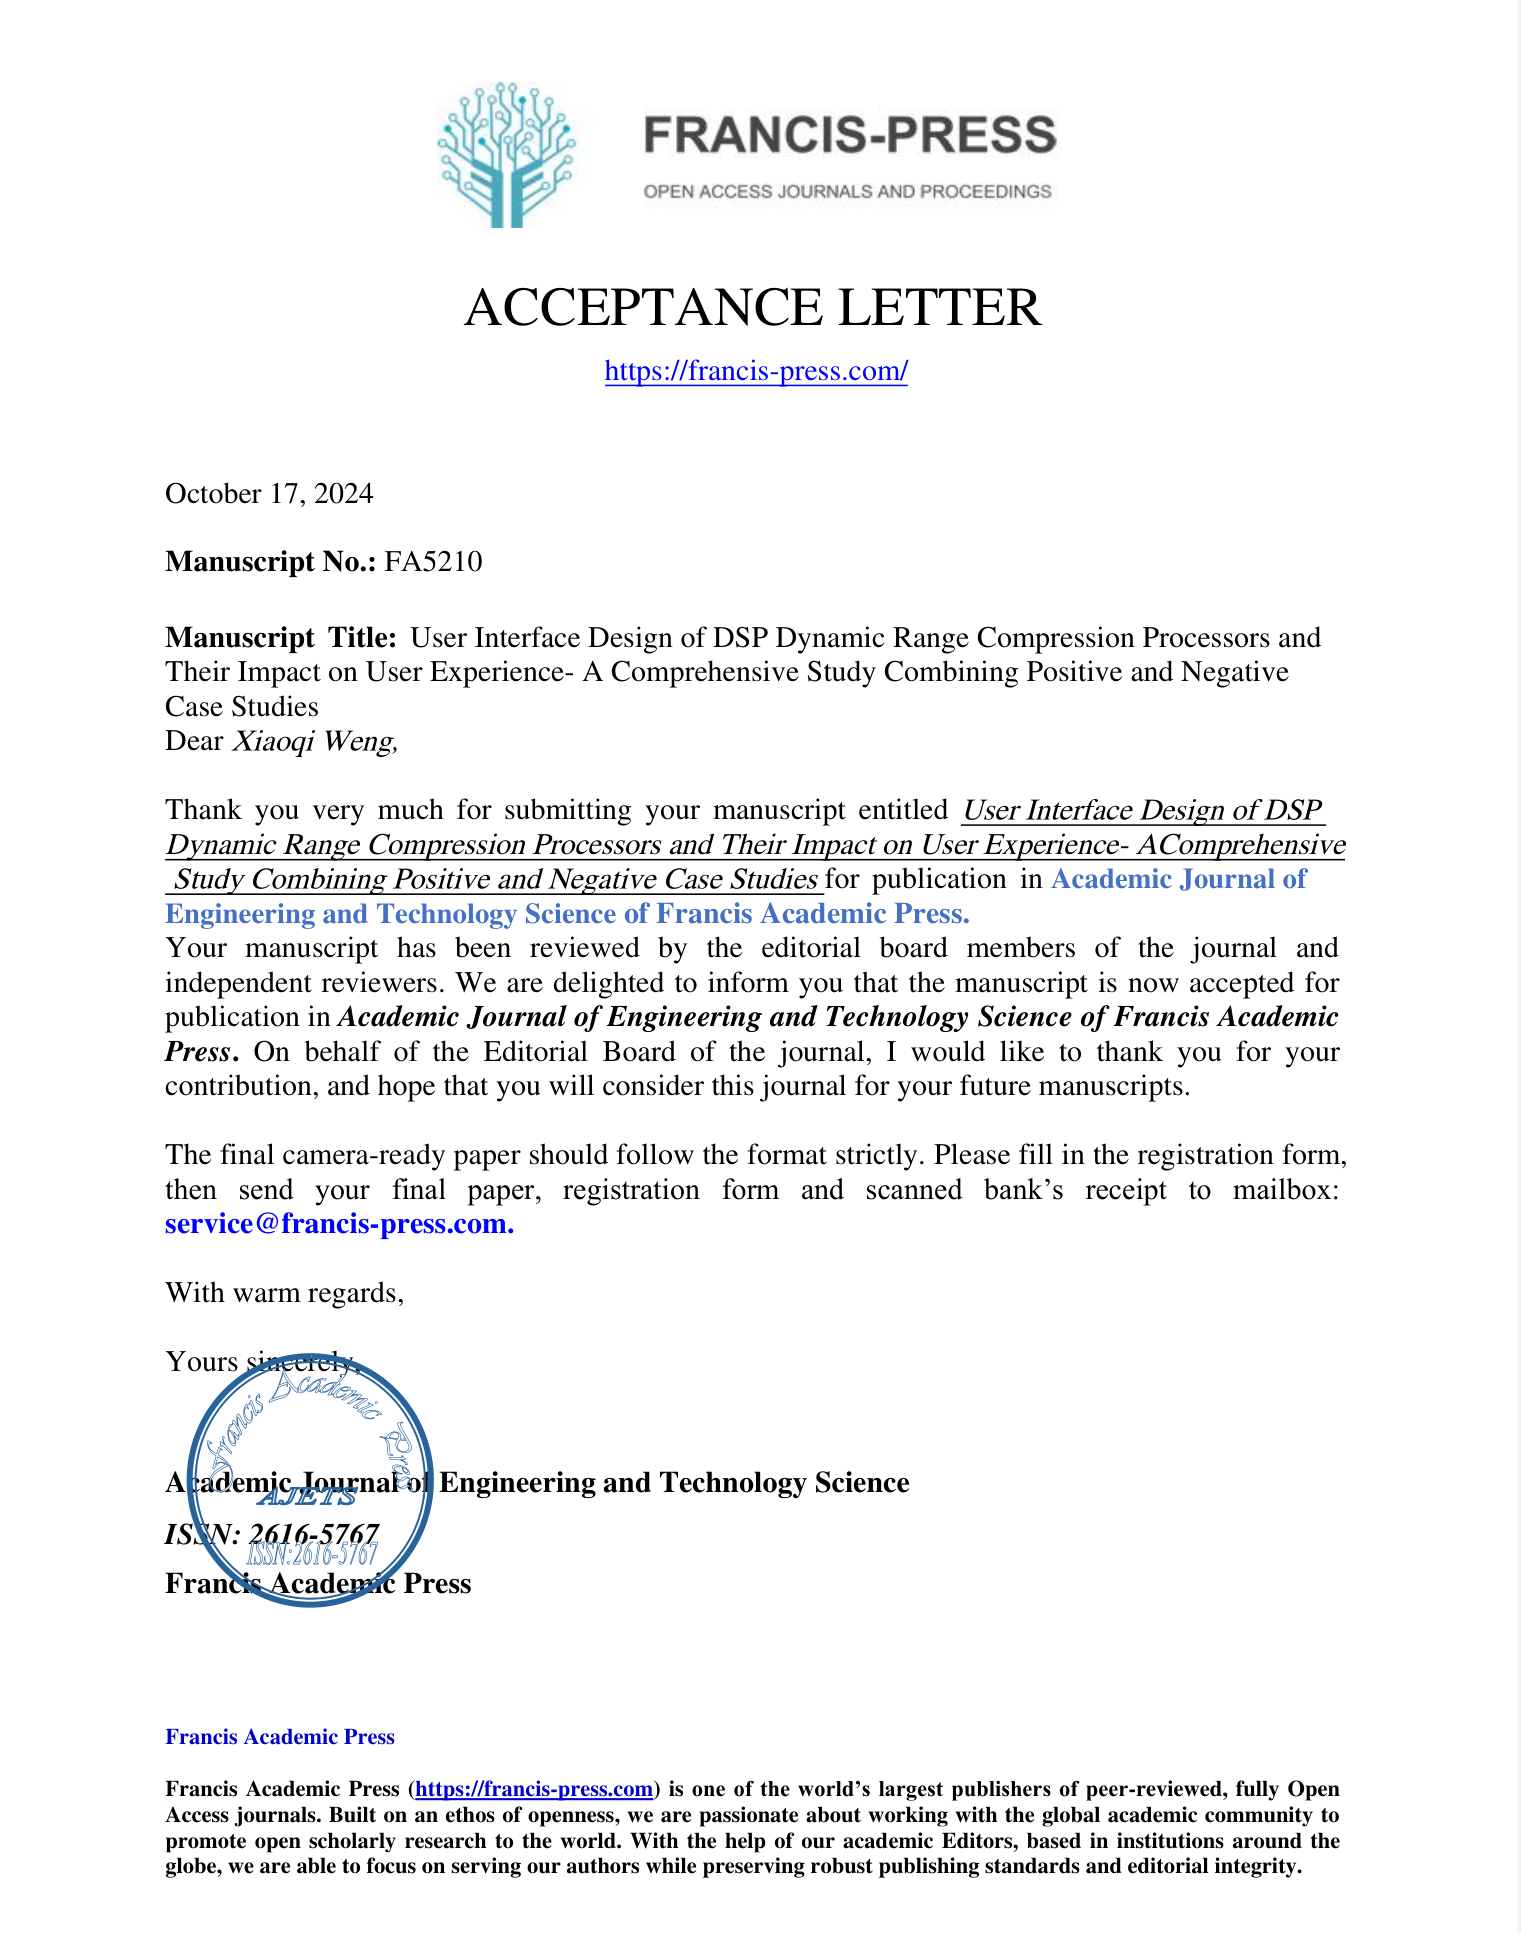 FRANCIS-PRESS
OPEN ACCESS JOURNALS AND PROCEEDINGS
ACCEPTANCE LETTER
https://francis-press.com/
October 17, 2024
Manuscript No.: FA5210
Manuscript Title: User Interface Design of DSP Dynamic Range Compression Processors and
Their Impact on User Experience- A Comprehensive Study Combining Positive and Negative
Case Studies
Dear Xiaoqi Weng,
Thank you very much for submitting your manuscript entitled User Interface Design of DSP
Dynamic Range Compression Processors and Their Impact on User Experience- AComprehensive
Study Combining Positive and Negative Case Studies for publication in Academic Journal of
Engineering and Technology Science of Francis Academic Press.
Your manuscript has been reviewed by the editorial board members of the journal and
independent reviewers. We are delighted to inform you that the manuscript is now accepted for
publication in Academic Journal of Engineering and Technology Science of Francis Academic
Press. On behalf of the Editorial Board of the journal, I would like to thank you for your
contribution, and hope that you will consider this journal for your future manuscripts.
The final camera-ready paper should follow the format strictly. Please fill in the registration form,
then send your final paper, registration form and scanned bank’s receipt to mailbox:
service@francis-press.com.
With warm regards,
Yours sincerely,
Francis Academic Press
Academic Journal of Engineering and Technology Science
AJETS
ISSN: 2616-5767
ISSN:2616-5767
Francis Academic Press
Francis Academic Press
Francis Academic Press (https://francis-press.com) is one of the world’s largest publishers of peer-reviewed, fully Open
Access journals. Built on an ethos of openness, we are passionate about working with the global academic community to
promote open scholarly research to the world. With the help of our academic Editors, based in institutions around the
globe, we are able to focus on serving our authors while preserving robust publishing standards and editorial integrity.